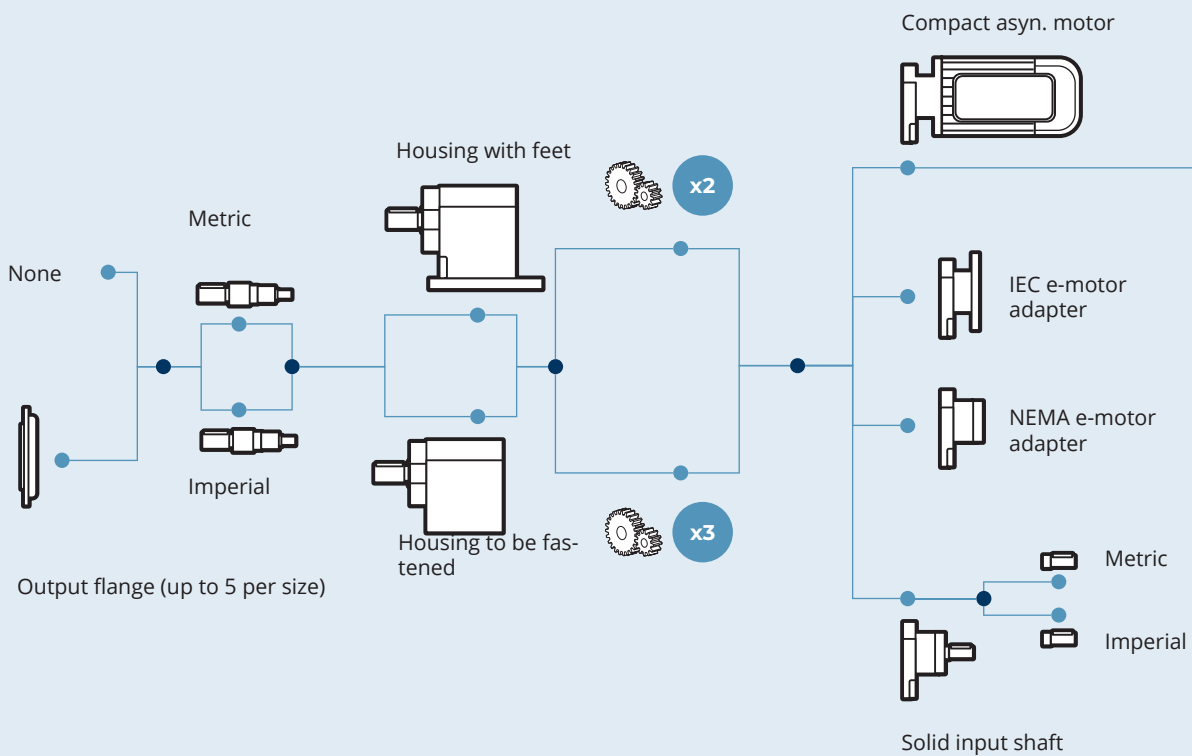 Compact asyn. motor
Housing with feet
x2
Metric
None
IEC e-motor
adapter
NEMA e-motor
adapter
Imperial
x3
Housing to be fas-
tened
Output flange (up to 5 per size)
Metric
Imperial
Solid input shaft